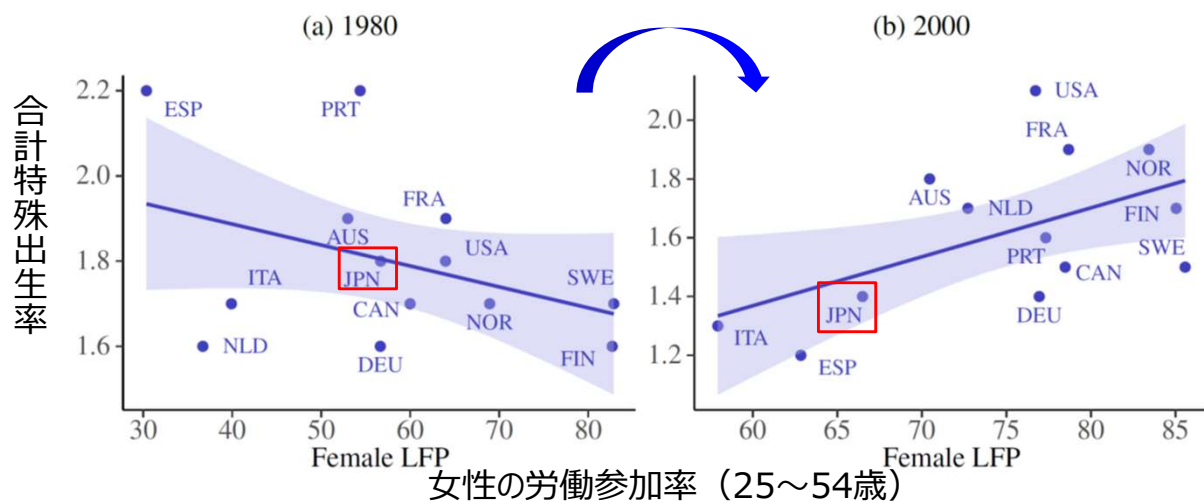 (a) 1980
合計特殊出生率
2.2
2.0
1.8
1.6
ESP
PRT
FRA
AUS
USA
JPN
ITA
SWE
CAN
NOR
NLD
DEU
FIN
30 40 50 60 70 80
Female LFP
(b) 2000
2.0
1.8
1.6
1.4
1.2
USA
FRA
NOR
AUS
NLD
FIN
PRT
SWE
CAN
JPN
DEU
ITA
ESP
60 65 70 75 80 85
Female LFP
女性の労働参加率（25～54歳）